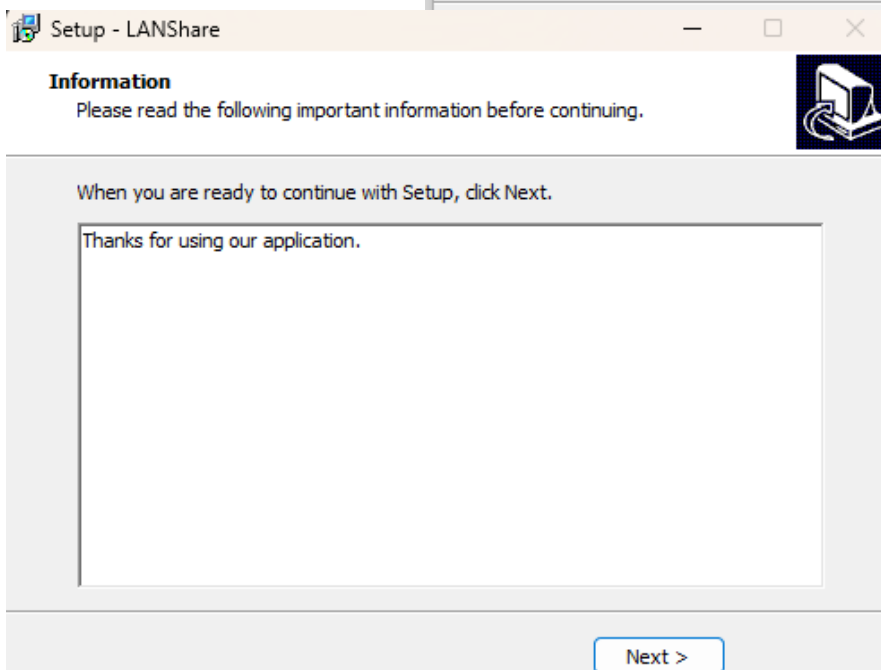 Setup - LANShare
Information
Please read the following important information before continuing.
When you are ready to continue with Setup, click Next.
Thanks for using our application.
Next >